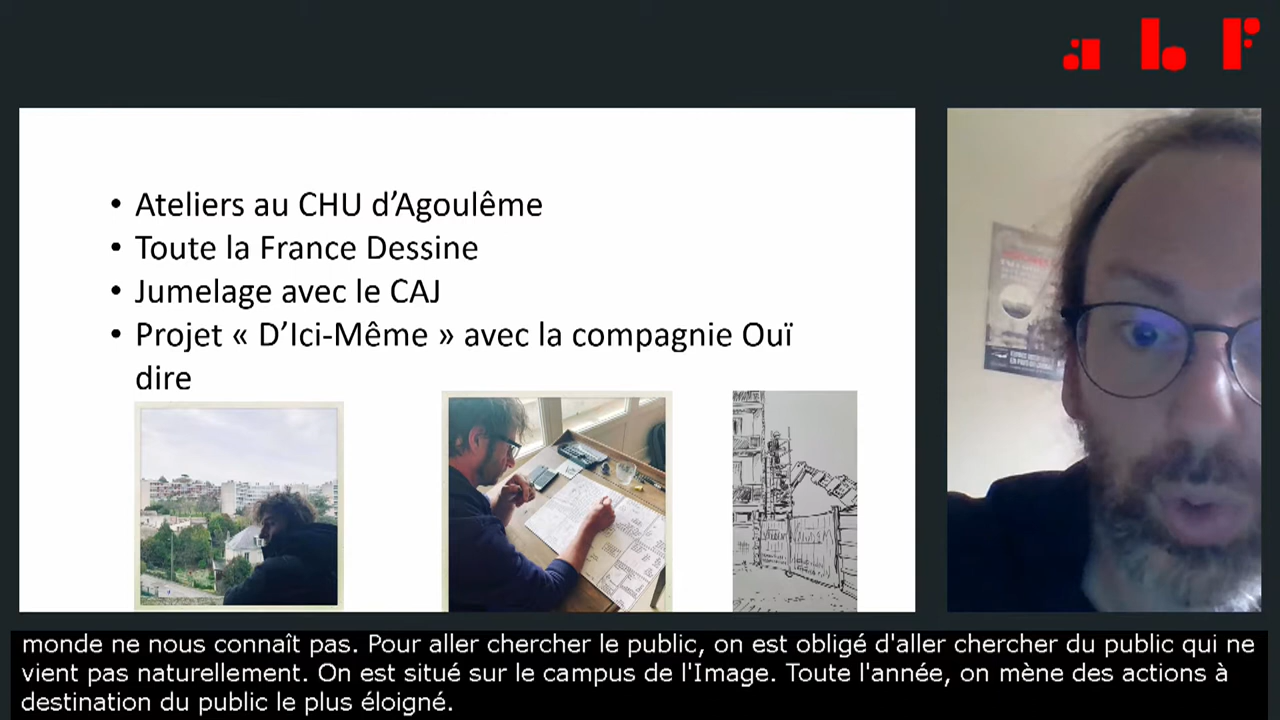 abf
• Ateliers au CHU d’Agoulême
• Toute la France Dessine
• Jumelage avec le CAJ
• Projet « D’Ici-Même » avec la compagnie Ouï
dire
monde ne nous connaît pas. Pour aller chercher le public, on est obligé d'aller chercher du public qui ne
vient pas naturellement. On est situé sur le campus de l'Image. Toute l'année, on mène des actions à
destination du public le plus éloigné.